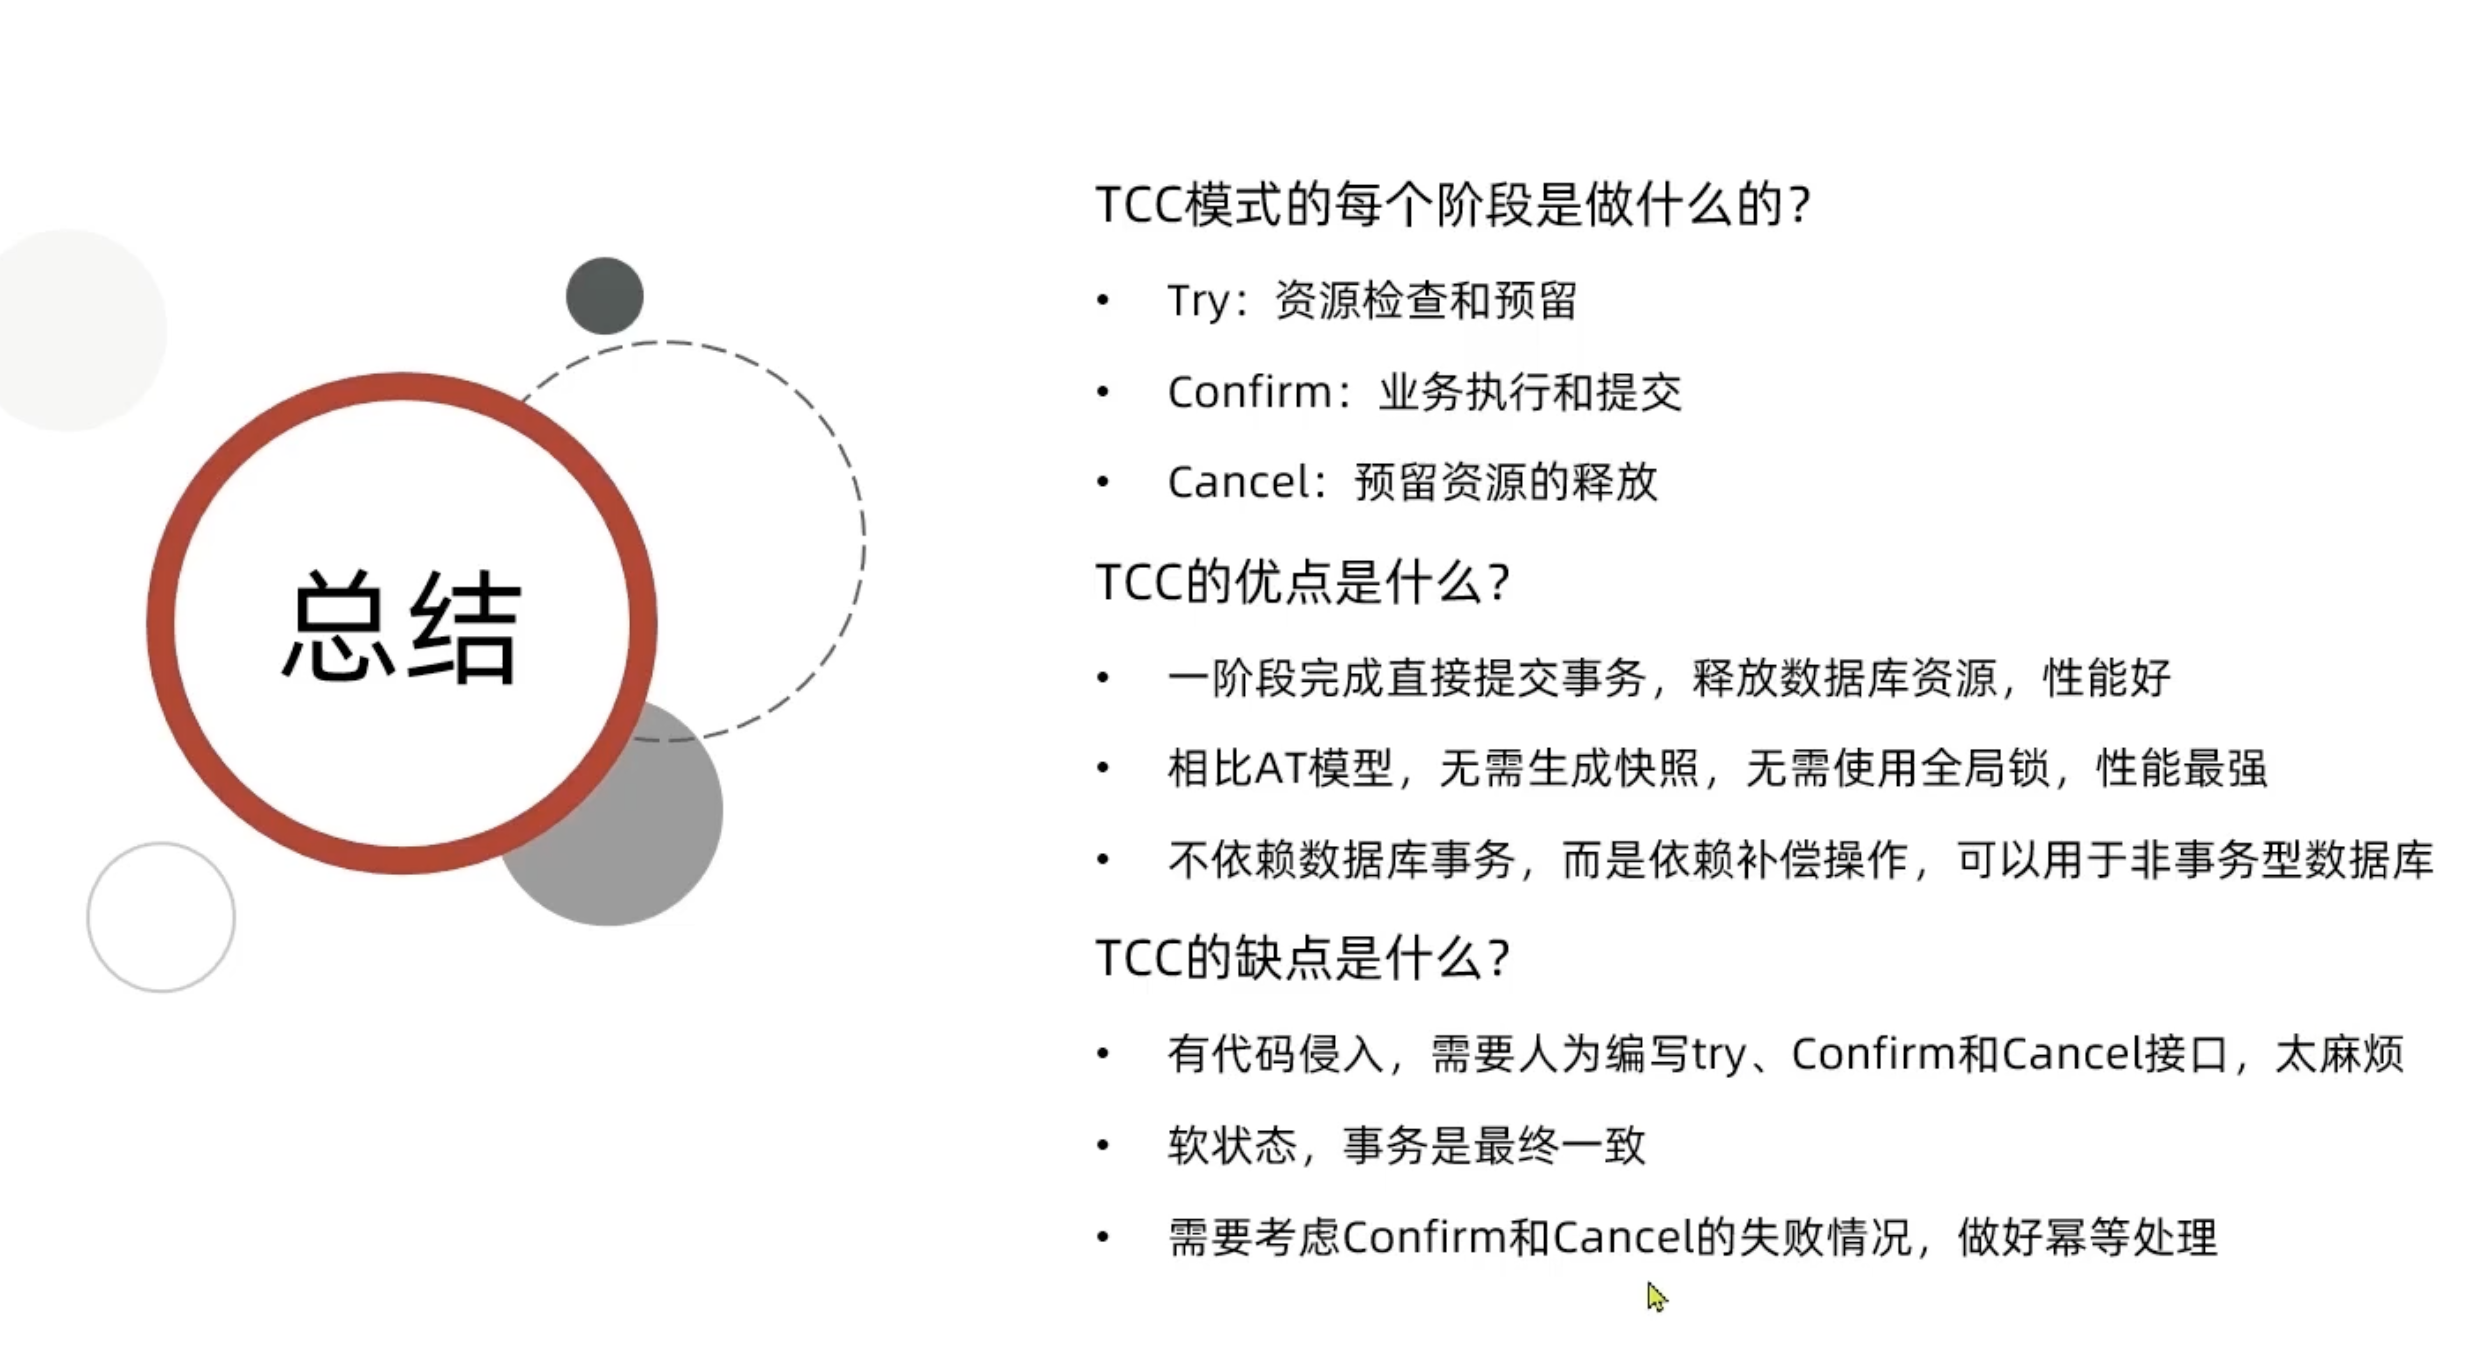 总结
TCC模式的每个阶段是做什么的?
• Try：资源检查和预留
• Confirm：业务执行和提交
• Cancel：预留资源的释放
TCC的优点是什么?
• 一阶段完成直接提交事务，释放数据库资源，性能好
• 相比AT模型，无需生成快照，无需使用全局锁，性能最强
• 不依赖数据库事务，而是依赖补偿操作，可以用于非事务型数据库
TCC的缺点是什么?
• 有代码侵入，需要人为编写try、Confirm和Cancel接口，太麻烦
• 软状态，事务是最终一致
• 需要考虑Confirm和Cancel的失败情况，做好幂等处理